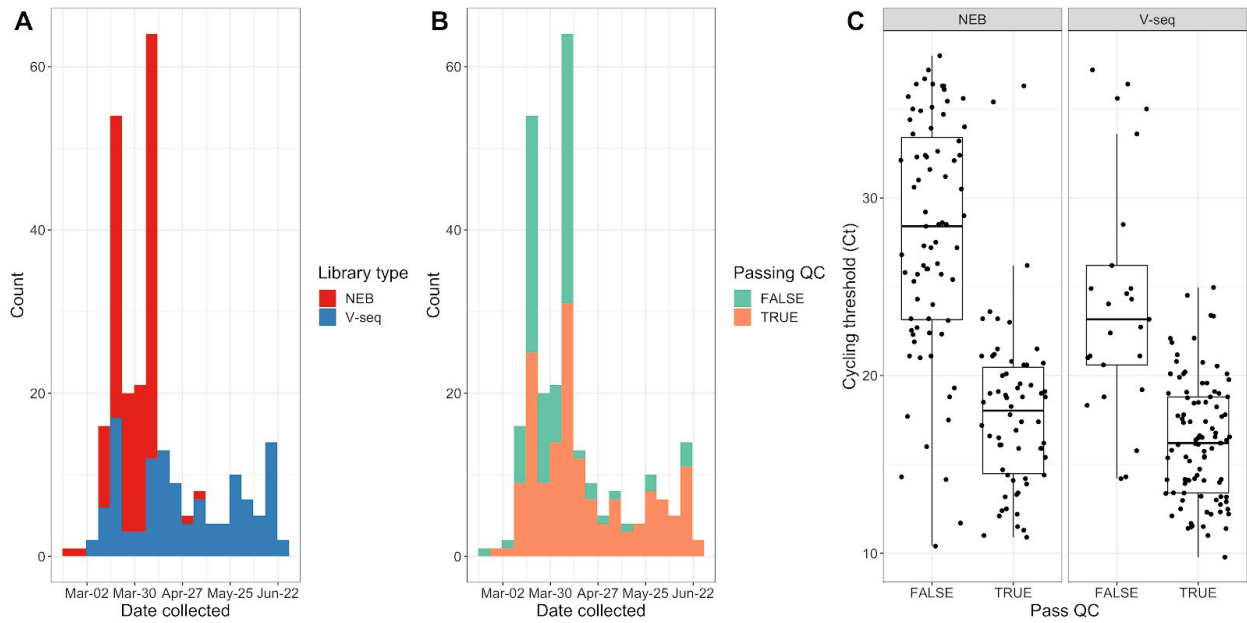 A
Count
60
40
20
0
Mar-02 Mar-30 Apr-27 May-25 Jun-22
Date collected
Library type
NEB
V-seq
B
Count
60
40
20
0
Mar-02 Mar-30 Apr-27 May-25 Jun-22
Date collected
Passing QC
FALSE
TRUE
C
NEB V-seq
Cycling threshold (Ct)
30
20
10
FALSE TRUE FALSE TRUE
Pass QC